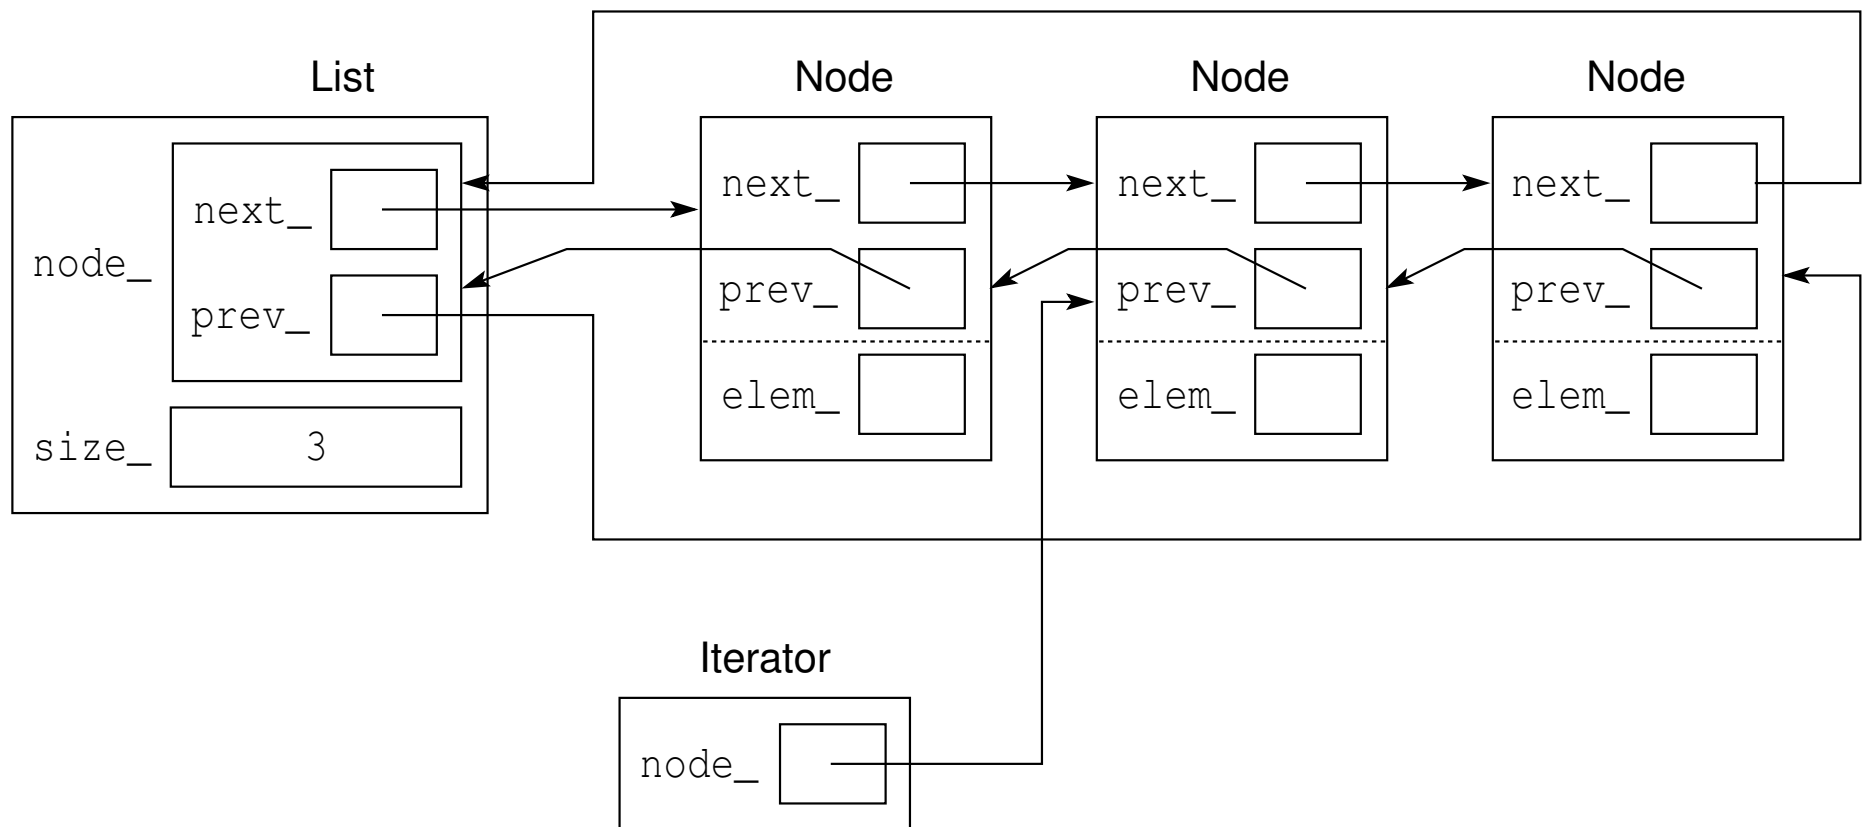 List Node Node Node
next_ next_ next_ next_
node_
prev_ prev_ prev_ prev_
elem_ elem_ elem_
size_ 3
Iterator
node_